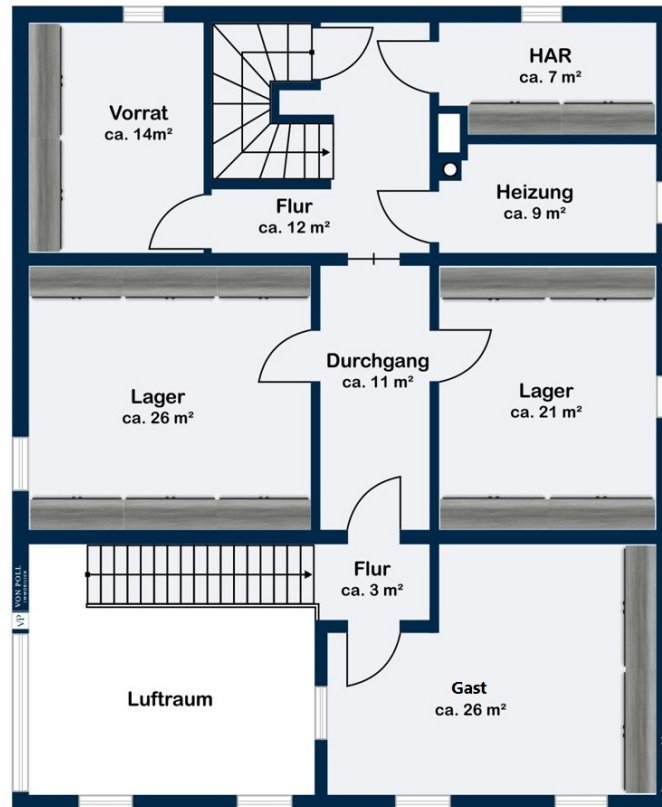 HAR
ca. 7 m²
Vorrat
ca. 14m²
Heizung
ca. 9 m²
Flur
ca. 12 m²
Durchgang
ca. 11 m²
Lager
ca. 26 m²
Lager
ca. 21 m²
Flur
ca. 3 m²
VON POLL
IMMOBILIEN
VP
Luftraum
Gast
ca. 26 m²